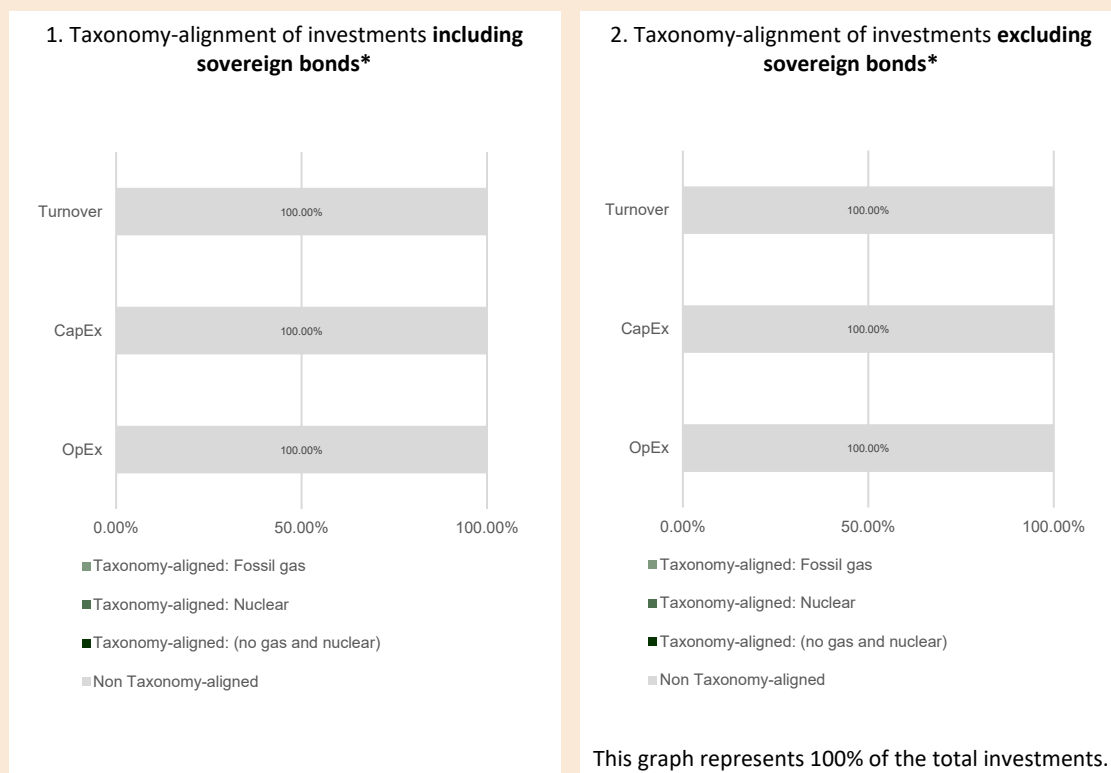 1. Taxonomy-alignment of investments including
sovereign bonds*
Turnover
100.00%
CapEx
100.00%
OpEx
100.00%
0.00% 50.00% 100.00%
Taxonomy-aligned: Fossil gas
Taxonomy-aligned: Nuclear
Taxonomy-aligned: (no gas and nuclear)
Non Taxonomy-aligned
2. Taxonomy-alignment of investments excluding
sovereign bonds*
Turnover
100.00%
CapEx
100.00%
OpEx
100.00%
0.00% 50.00% 100.00%
Taxonomy-aligned: Fossil gas
Taxonomy-aligned: Nuclear
Taxonomy-aligned: (no gas and nuclear)
Non Taxonomy-aligned
This graph represents 100% of the total investments.